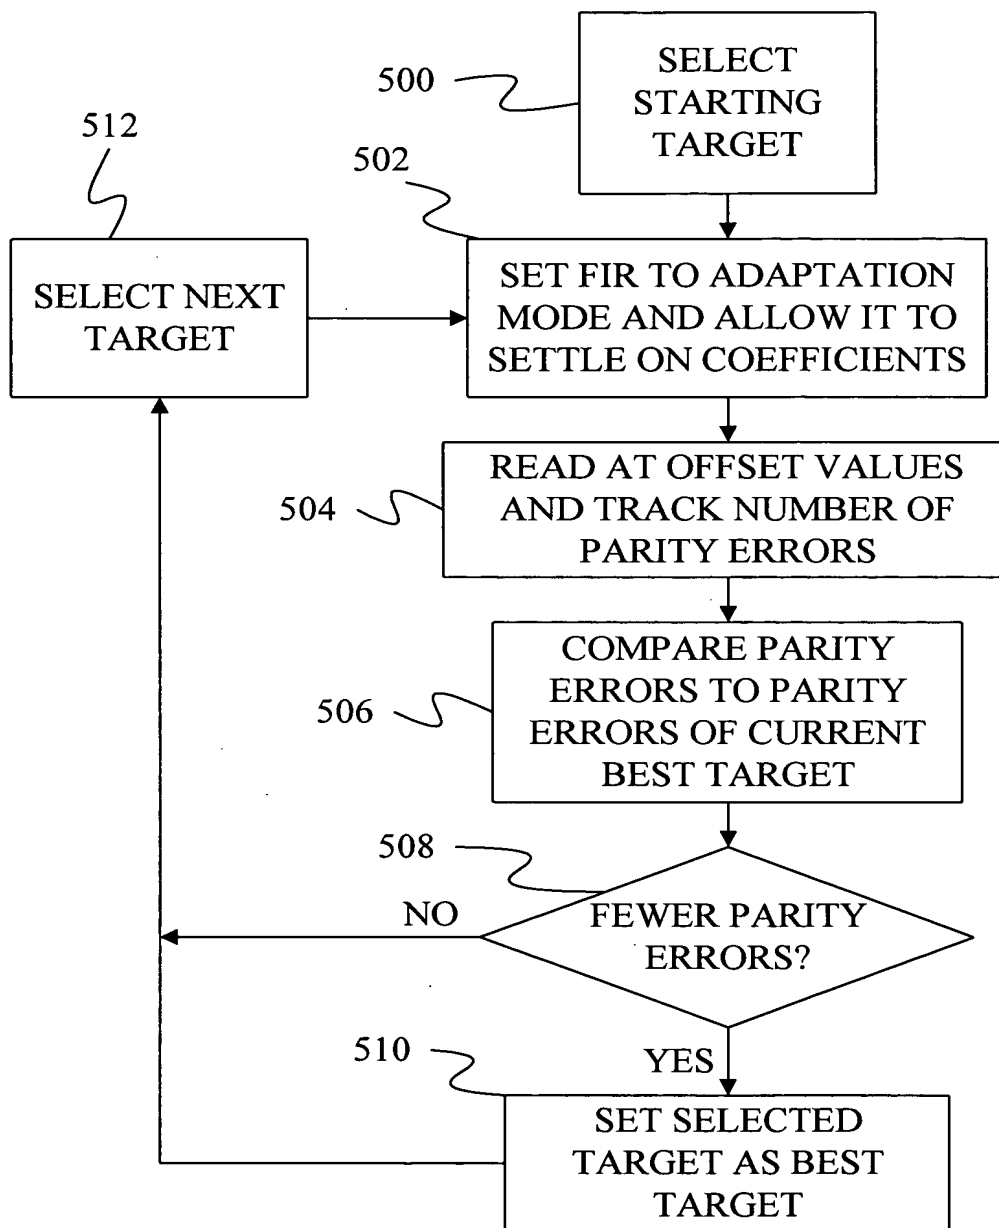 500
SELECT
STARTING
TARGET
512
502
SELECT NEXT
TARGET
SET FIR TO ADAPTATION
MODE AND ALLOW IT TO
SETTLE ON COEFFICIENTS
504
READ AT OFFSET VALUES
AND TRACK NUMBER OF
PARITY ERRORS
506
COMPARE PARITY
ERRORS TO PARITY
ERRORS OF CURRENT
BEST TARGET
508
NO
FEWER PARITY
ERRORS?
510
YES
SET SELECTED
TARGET AS BEST
TARGET